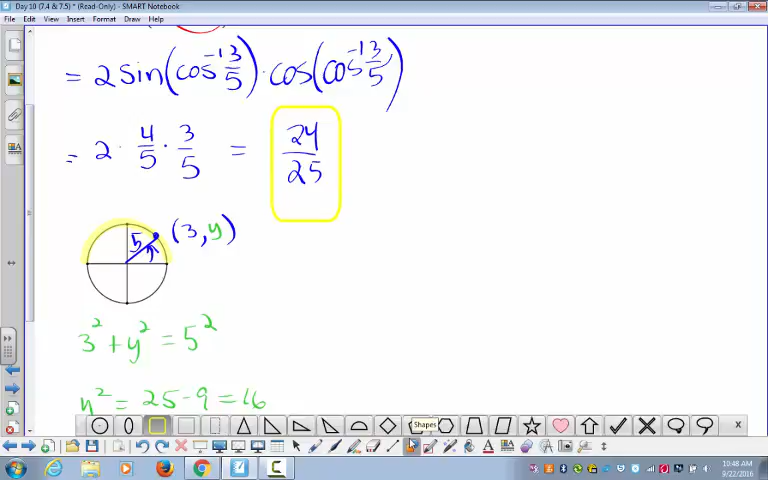 Day 10 (7.4 & 7.5) * (Read-Only) - SMART Notebook
File Edit View Insert Format Draw Help
= 2 sin(cos⁻¹ 3/5) · cos(cos⁻¹ 3/5)
= 2 · 4/5 · 3/5 = 24/25
5 (3, y)
3² + y² = 5²
y² = 25 - 9 = 16
Shapes
10:48 AM
9/22/2016